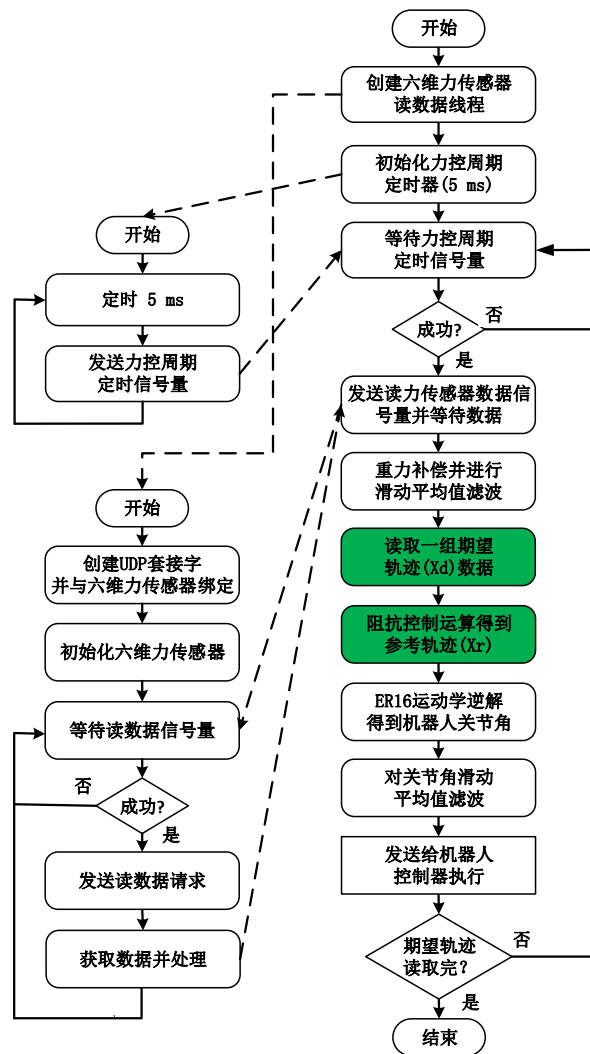 开始
创建六维力传感器
读数据线程
初始化力控周期
定时器(5 ms)
等待力控周期
定时信号量
成功?
否
是
发送读力传感器数据信
号量并等待数据
重力补偿并进行
滑动平均值滤波
读取一组期望
轨迹(Xd)数据
阻抗控制运算得到
参考轨迹(Xr)
ER16运动学逆解
得到机器人关节角
对关节角滑动
平均值滤波
发送给机器人
控制器执行
期望轨迹
读取完?
否
是
结束
开始
定时 5 ms
发送力控周期
定时信号量
开始
创建UDP套接字
并与六维力传感器绑定
初始化六维力传感器
等待读数据信号量
否
成功?
是
发送读数据请求
获取数据并处理